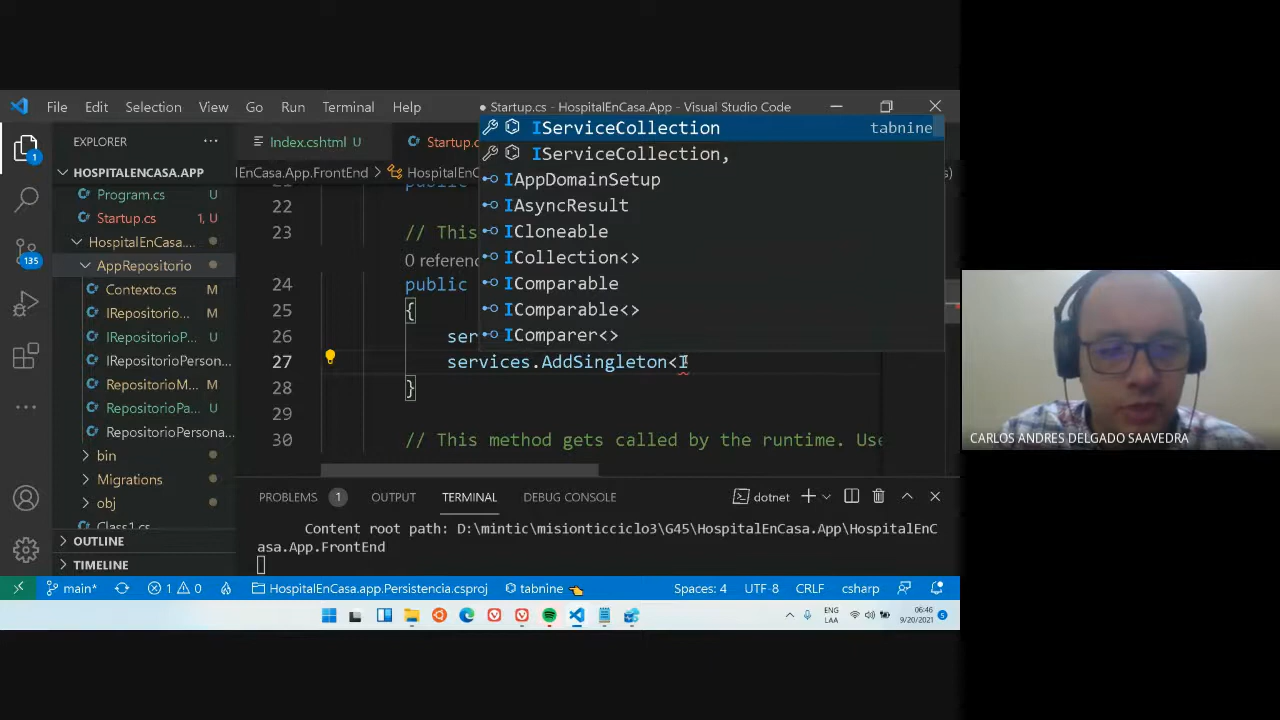 File Edit Selection View Go Run Terminal Help
● Startup.cs - HospitalEnCasa.App - Visual Studio Code
EXPLORER
HOSPITALENCASA.APP
Program.cs U
Startup.cs 1, U
HospitalEnCasa....
AppRepositorio
Contexto.cs M
IRepositorio... M
IRepositorioP... U
IRepositorioPerson...
RepositorioM... M
RepositorioPa... U
RepositorioPersona...
bin
Migrations
obj
Class1.cs
OUTLINE
TIMELINE
1
135
Index.cshtml U
Startup.c
lEnCasa.App.FrontEnd > HospitalEnC
IServiceCollection tabnine
IServiceCollection,
IAppDomainSetup
IAsyncResult
ICloneable
ICollection<>
IComparable
IComparable<>
IComparer<>
public
22
23 // This
0 referenc
24 public
25 {
26 ser
27 services.AddSingleton<I
28 }
29
30 // This method gets called by the runtime. Use
PROBLEMS 1 OUTPUT TERMINAL DEBUG CONSOLE
dotnet
Content root path: D:\mintic\misionticciclo3\G45\HospitalEnCasa.App\HospitalEnC
asa.App.FrontEnd
main* 1 0 HospitalEnCasa.app.Persistencia.csproj tabnine Spaces: 4 UTF-8 CRLF csharp
ENG
LAA
06:46
9/20/2021
5
CARLOS ANDRES DELGADO SAAVEDRA